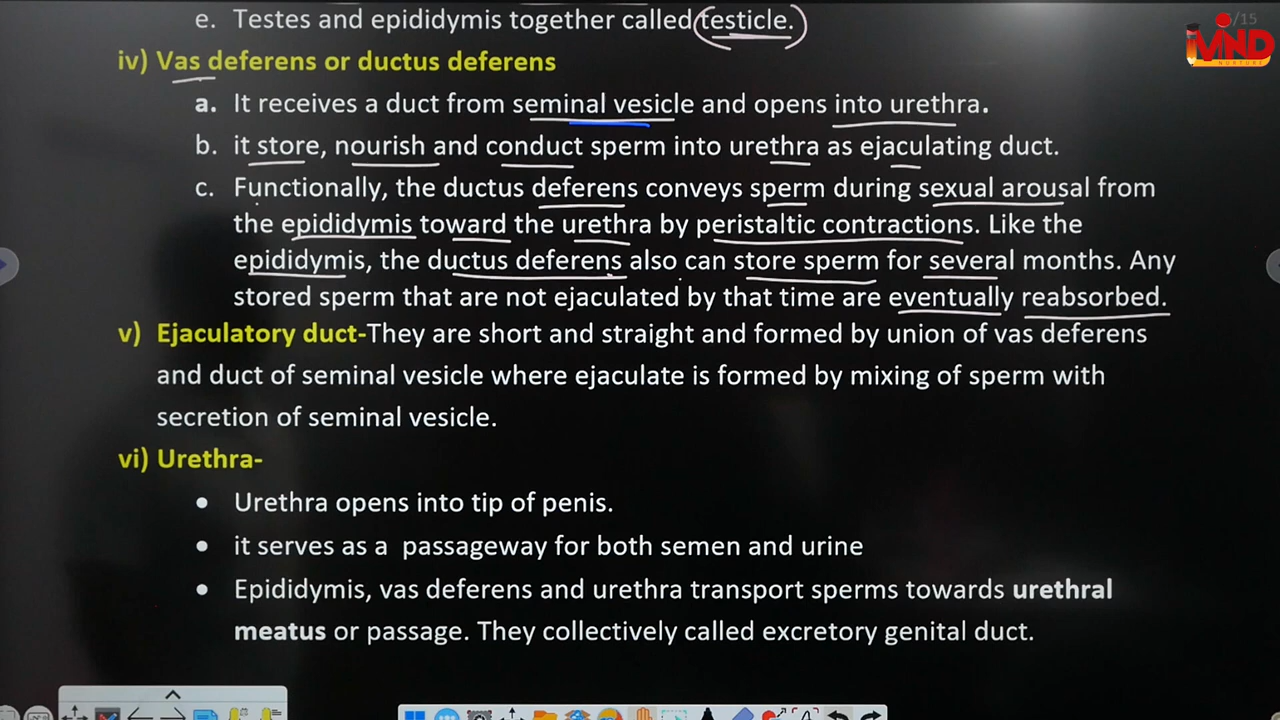 e. Testes and epididymis together called testicle.
/15
iv) Vas deferens or ductus deferens
a. It receives a duct from seminal vesicle and opens into urethra.
b. it store, nourish and conduct sperm into urethra as ejaculating duct.
c. Functionally, the ductus deferens conveys sperm during sexual arousal from
the epididymis toward the urethra by peristaltic contractions. Like the
epididymis, the ductus deferens also can store sperm for several months. Any
stored sperm that are not ejaculated by that time are eventually reabsorbed.
v) Ejaculatory duct-They are short and straight and formed by union of vas deferens
and duct of seminal vesicle where ejaculate is formed by mixing of sperm with
secretion of seminal vesicle.
vi) Urethra-
• Urethra opens into tip of penis.
• it serves as a passageway for both semen and urine
• Epididymis, vas deferens and urethra transport sperms towards urethral
meatus or passage. They collectively called excretory genital duct.
MIND
NURTURE